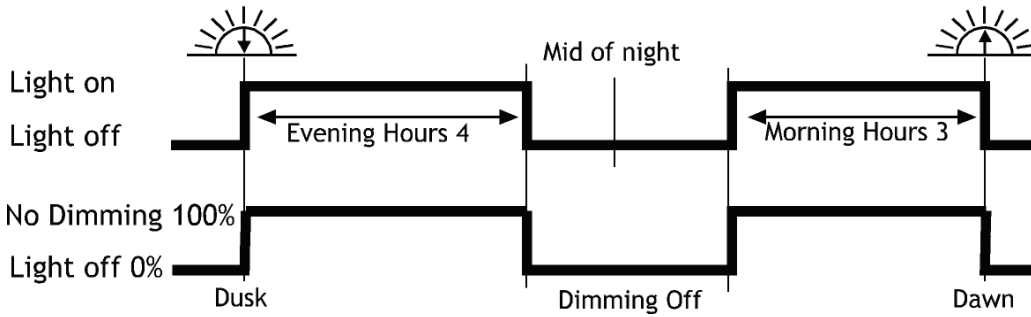 Mid of night
Light on
Light off
Evening Hours 4
Morning Hours 3
No Dimming 100%
Light off 0%
Dusk
Dimming Off
Dawn